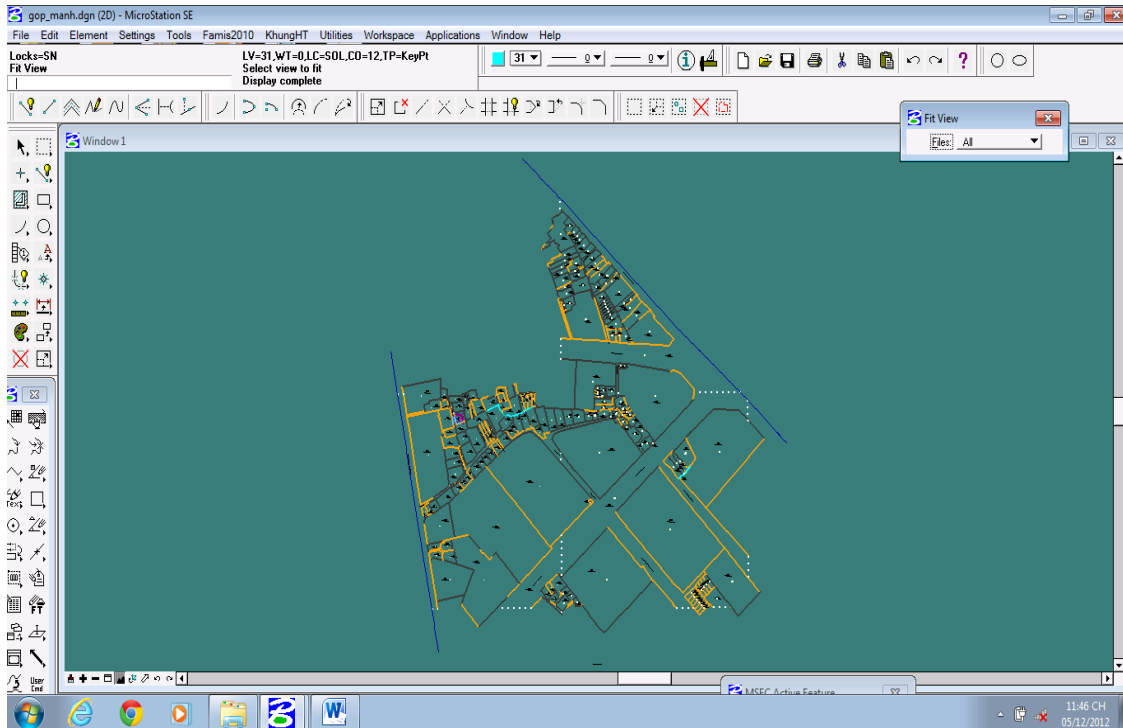 gop_manh.dgn (2D) - MicroStation SE
File Edit Element Settings Tools Famis2010 KhungHT Utilities Workspace Applications Window Help
Locks=SN
LV=31,WT=0,LC=SOL,CO=12,TP=KeyPt
Fit View
Select view to fit
Display complete
31
0
0
Fit View
Files: All
Window 1
User
Cmd
FT
MSFC Active Feature
11:46 CH
05/12/2012